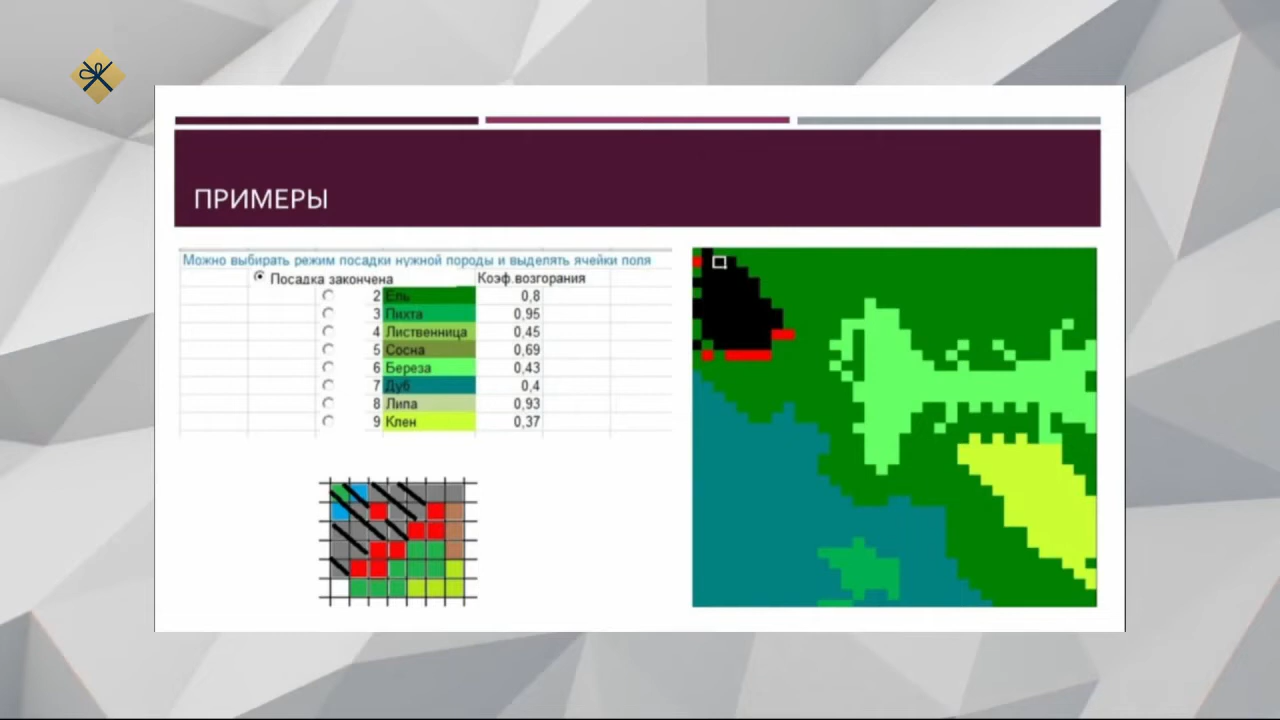 ПРИМЕРЫ
Можно выбирать режим посадки нужной породы и выделять ячейки поля
Посадка закончена Коэф.возгорания
2 Ель 0,8
3 Пихта 0,95
4 Лиственница 0,45
5 Сосна 0,69
6 Береза 0,43
7 Дуб 0,4
8 Липа 0,93
9 Клен 0,37